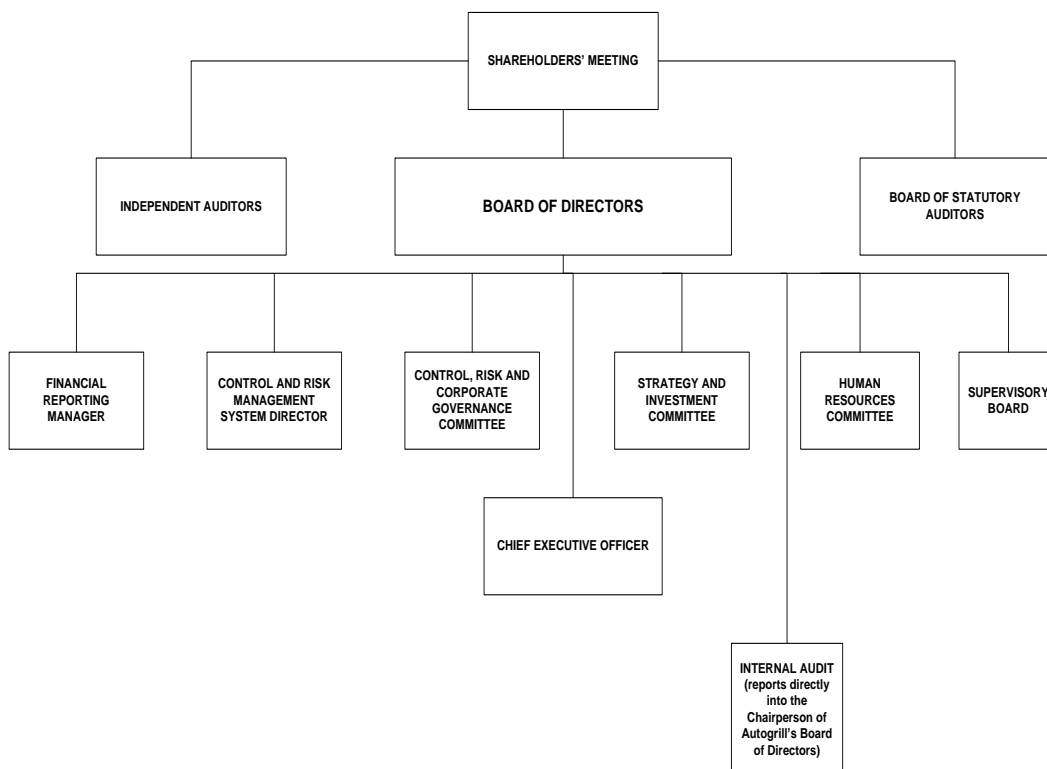 SHAREHOLDERS' MEETING
INDEPENDENT AUDITORS
BOARD OF DIRECTORS
BOARD OF STATUTORY
AUDITORS
FINANCIAL
REPORTING
MANAGER
CONTROL AND RISK
MANAGEMENT
SYSTEM DIRECTOR
CONTROL, RISK AND
CORPORATE
GOVERNANCE
COMMITTEE
STRATEGY AND
INVESTMENT
COMMITTEE
HUMAN
RESOURCES
COMMITTEE
SUPERVISORY
BOARD
CHIEF EXECUTIVE OFFICER
INTERNAL AUDIT
(reports directly
into the
Chairperson of
Autogrill's Board
of Directors)